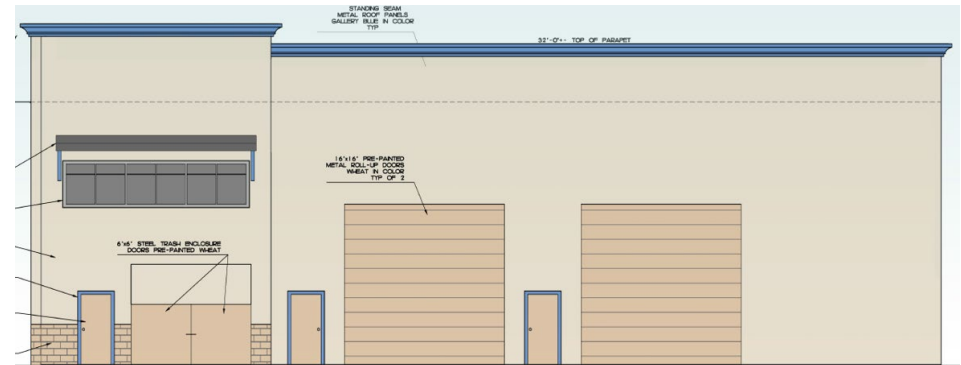 STANDING SEAM
METAL ROOF PANELS
GALLERY BLUE IN COLOR
TYP
32'-0"+- TOP OF PARAPET
16'x16' PRE-PAINTED
METAL ROLL-UP DOORS
WHEAT IN COLOR
TYP OF 2
6'x6' STEEL TRASH ENCLOSURE
DOORS PRE-PAINTED WHEAT